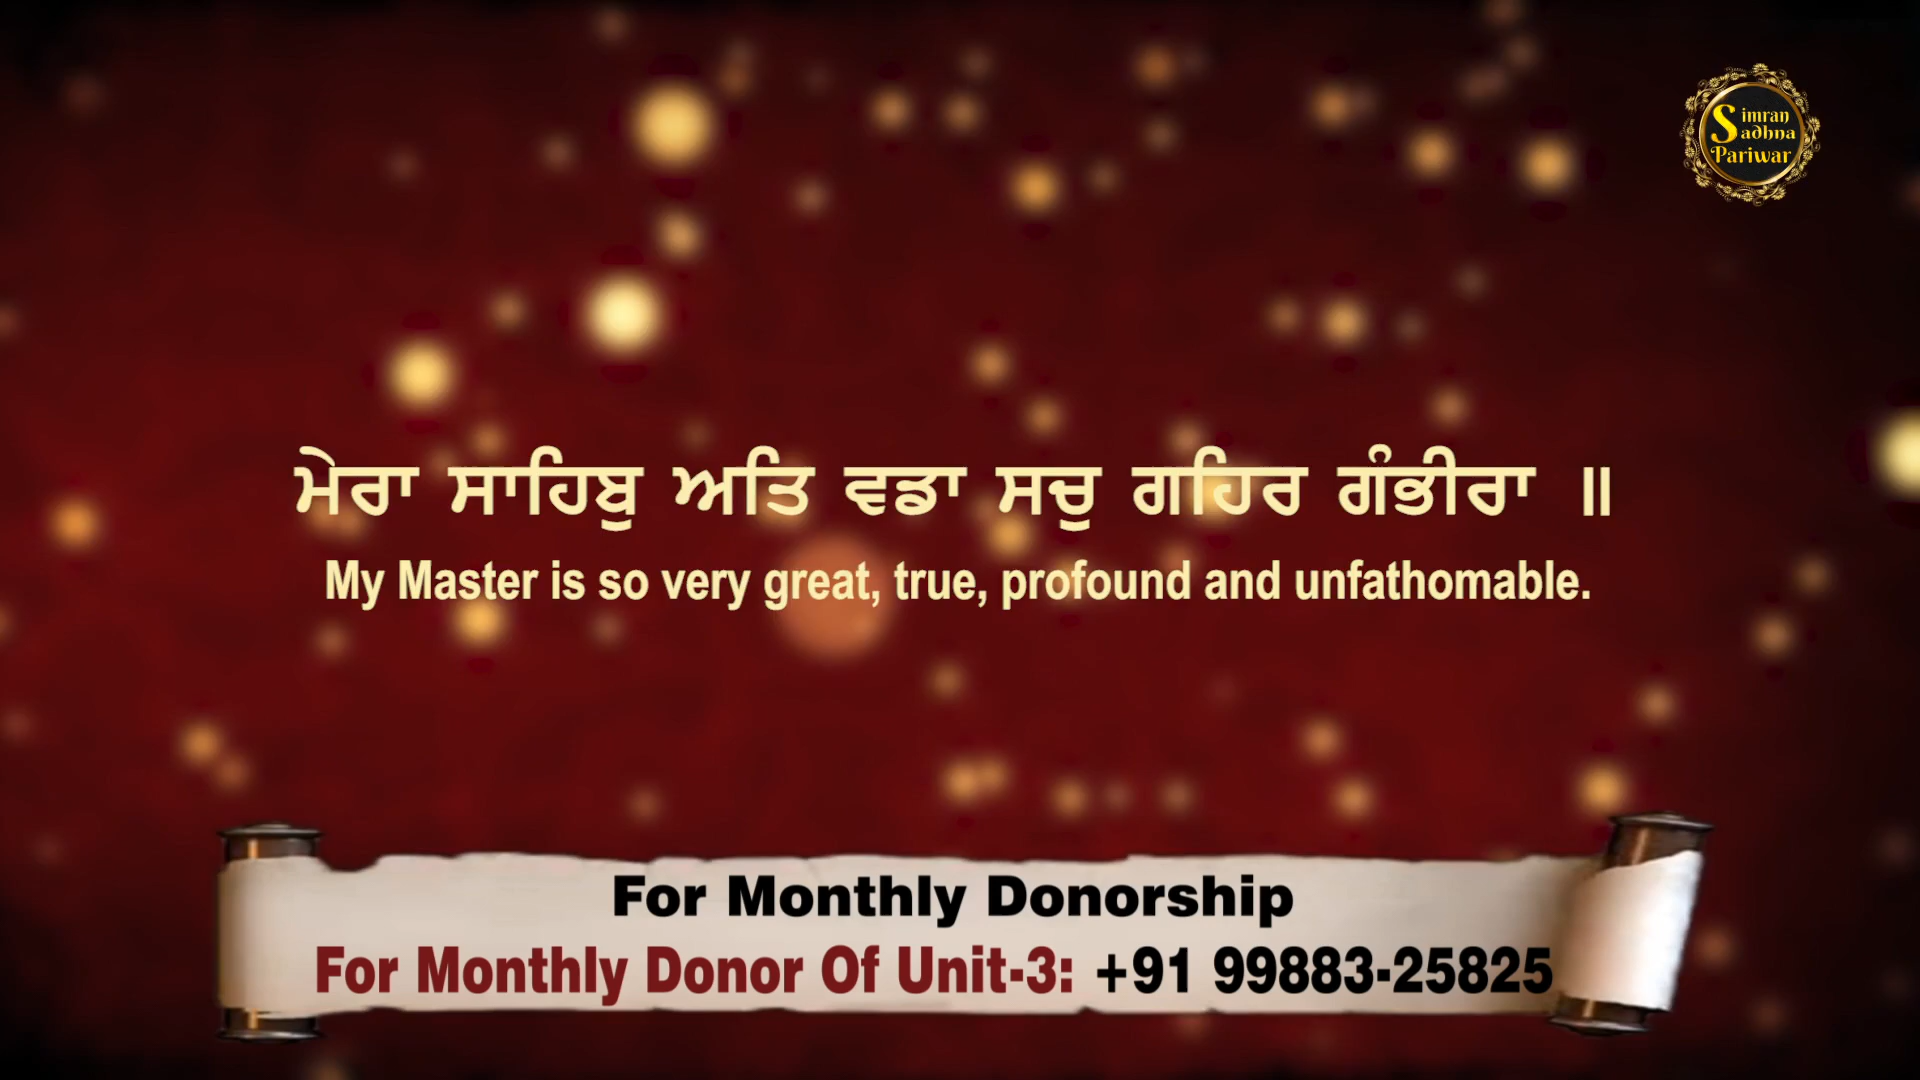 Simran
Sadhna
Pariwar
ਮੇਰਾ ਸਾਹਿਬੁ ਅਤਿ ਵਡਾ ਸਚੁ ਗਹਿਰ ਗੰਭੀਰਾ ॥
My Master is so very great, true, profound and unfathomable.
For Monthly Donorship
For Monthly Donor Of Unit-3: +91 99883-25825